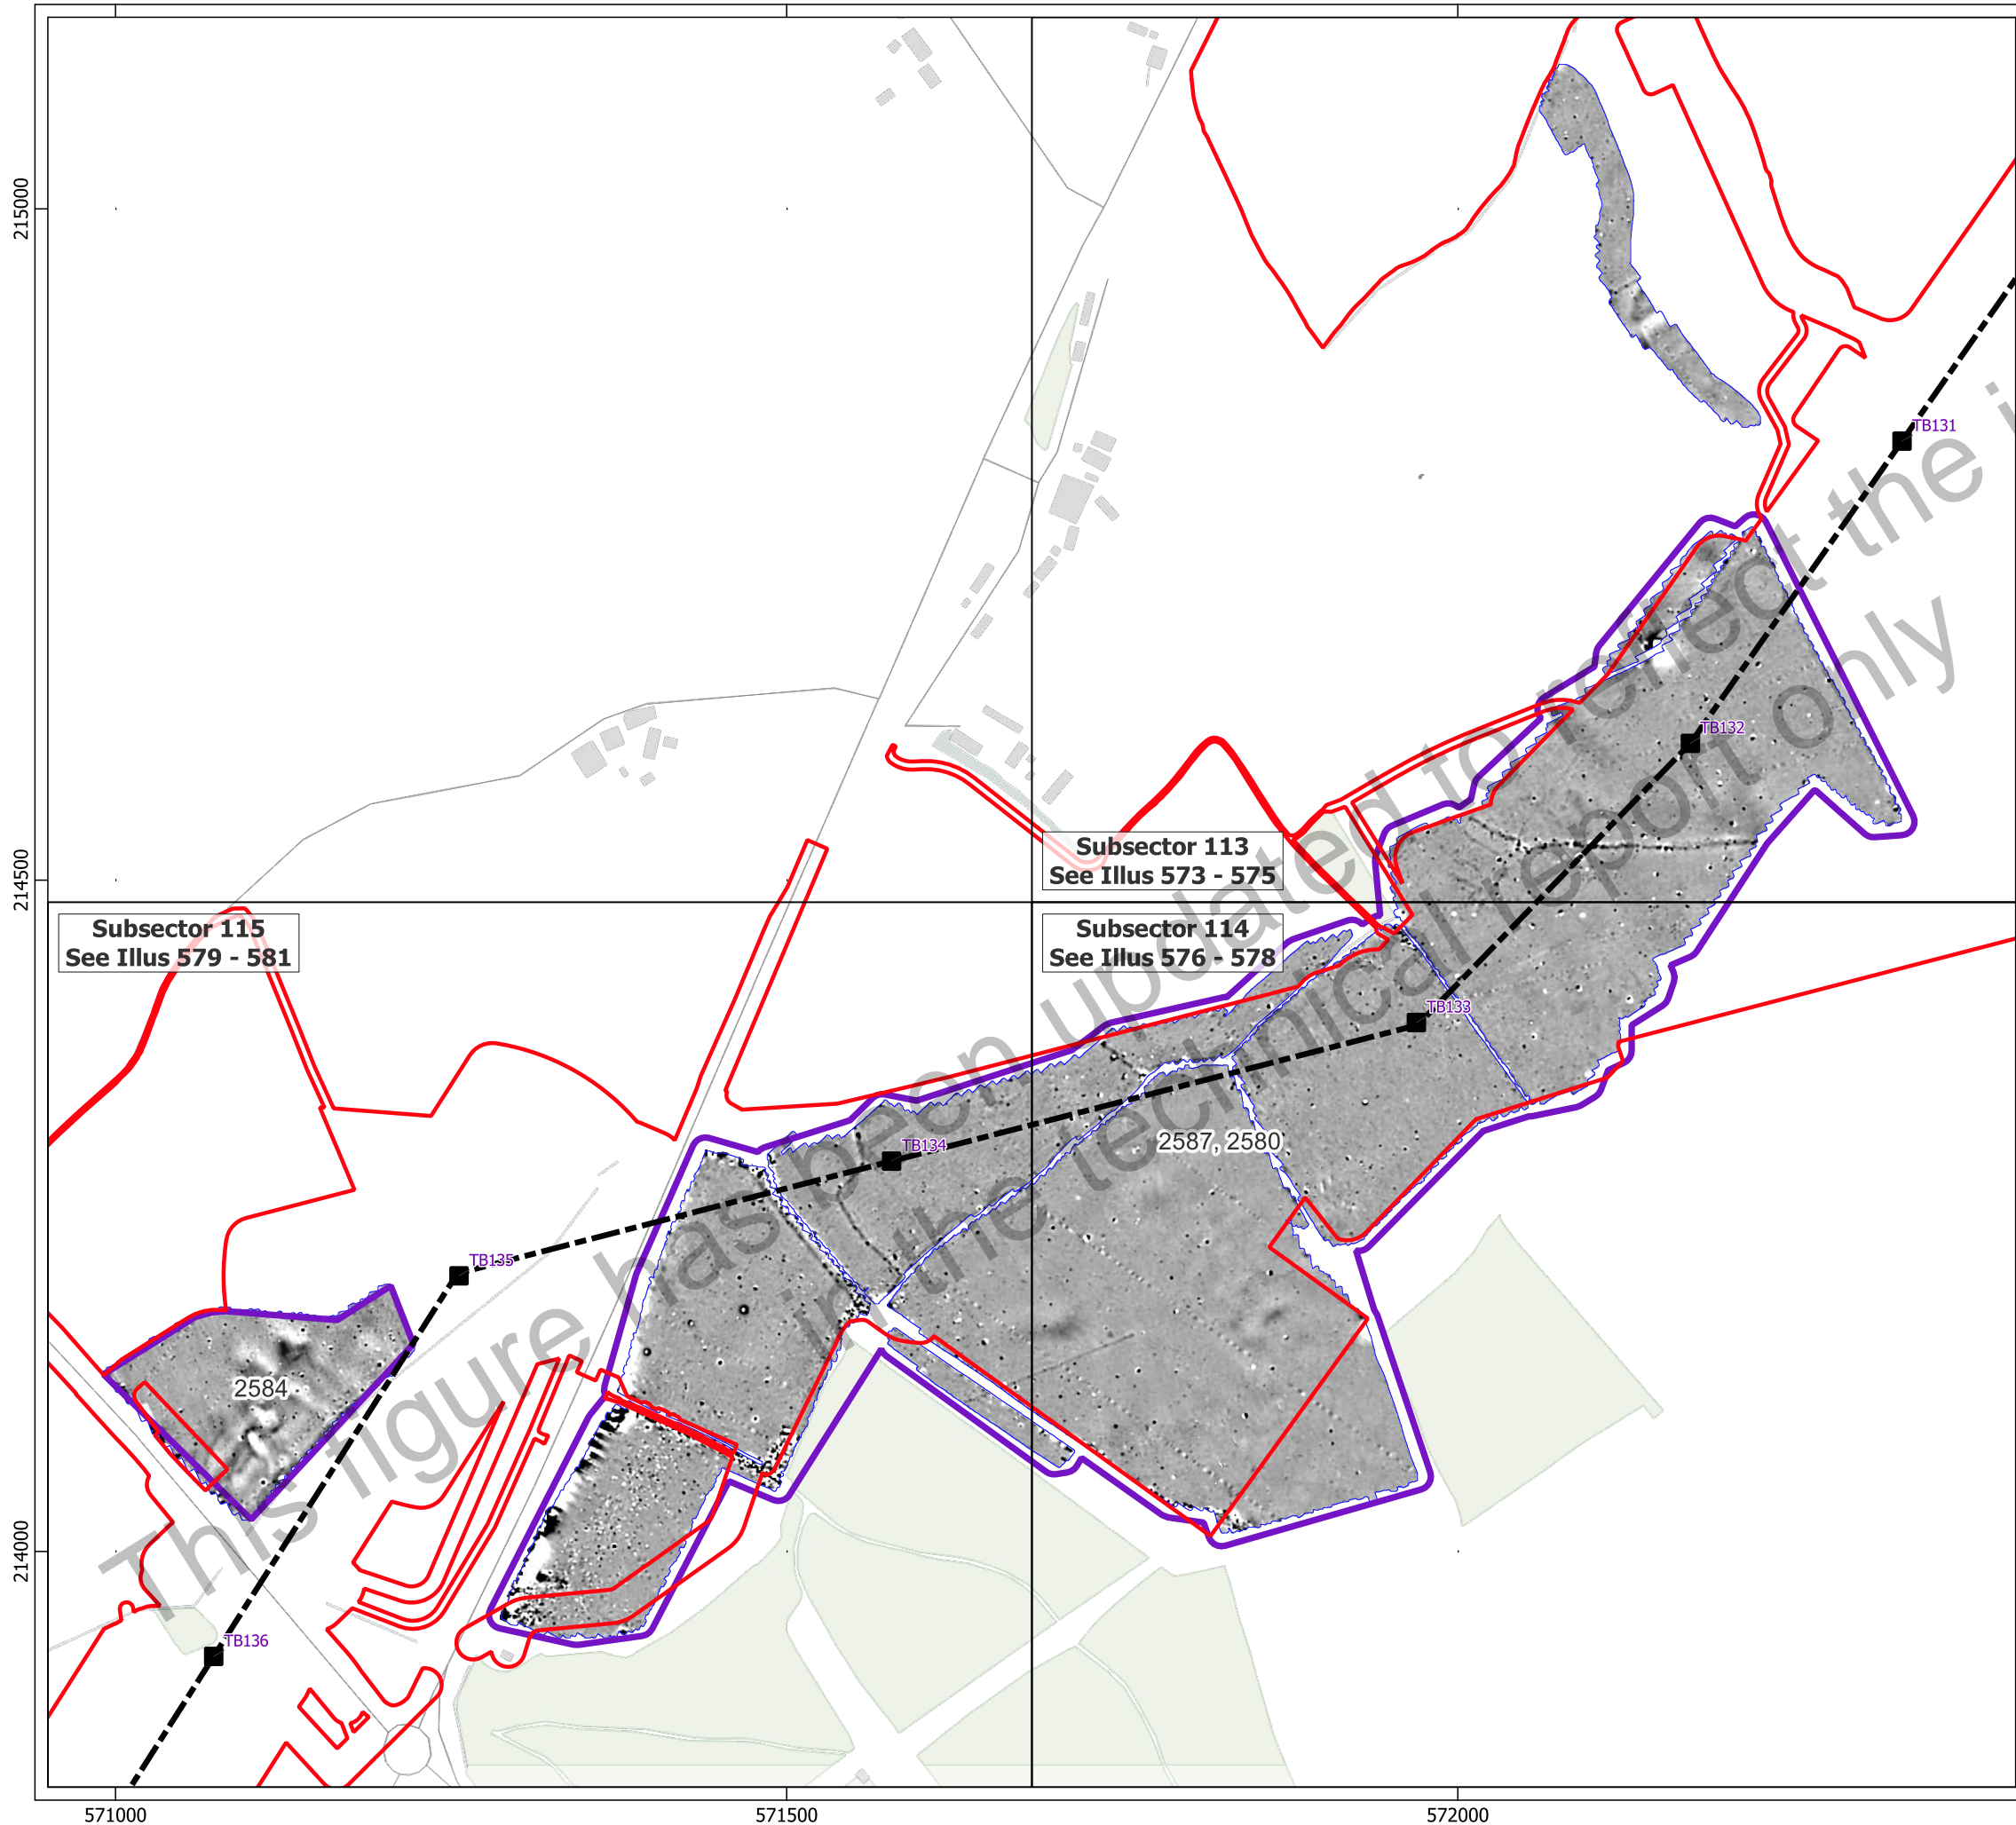 215000
214500
214000
571000
571500
572000
TB131
TB132
Subsector 113
See Illus 573 - 575
Subsector 115
See Illus 579 - 581
Subsector 114
See Illus 576 - 578
TB133
2587, 2580
TB134
TB135
2584
TB136
This figure has been updated to reflect the
in the technical report only